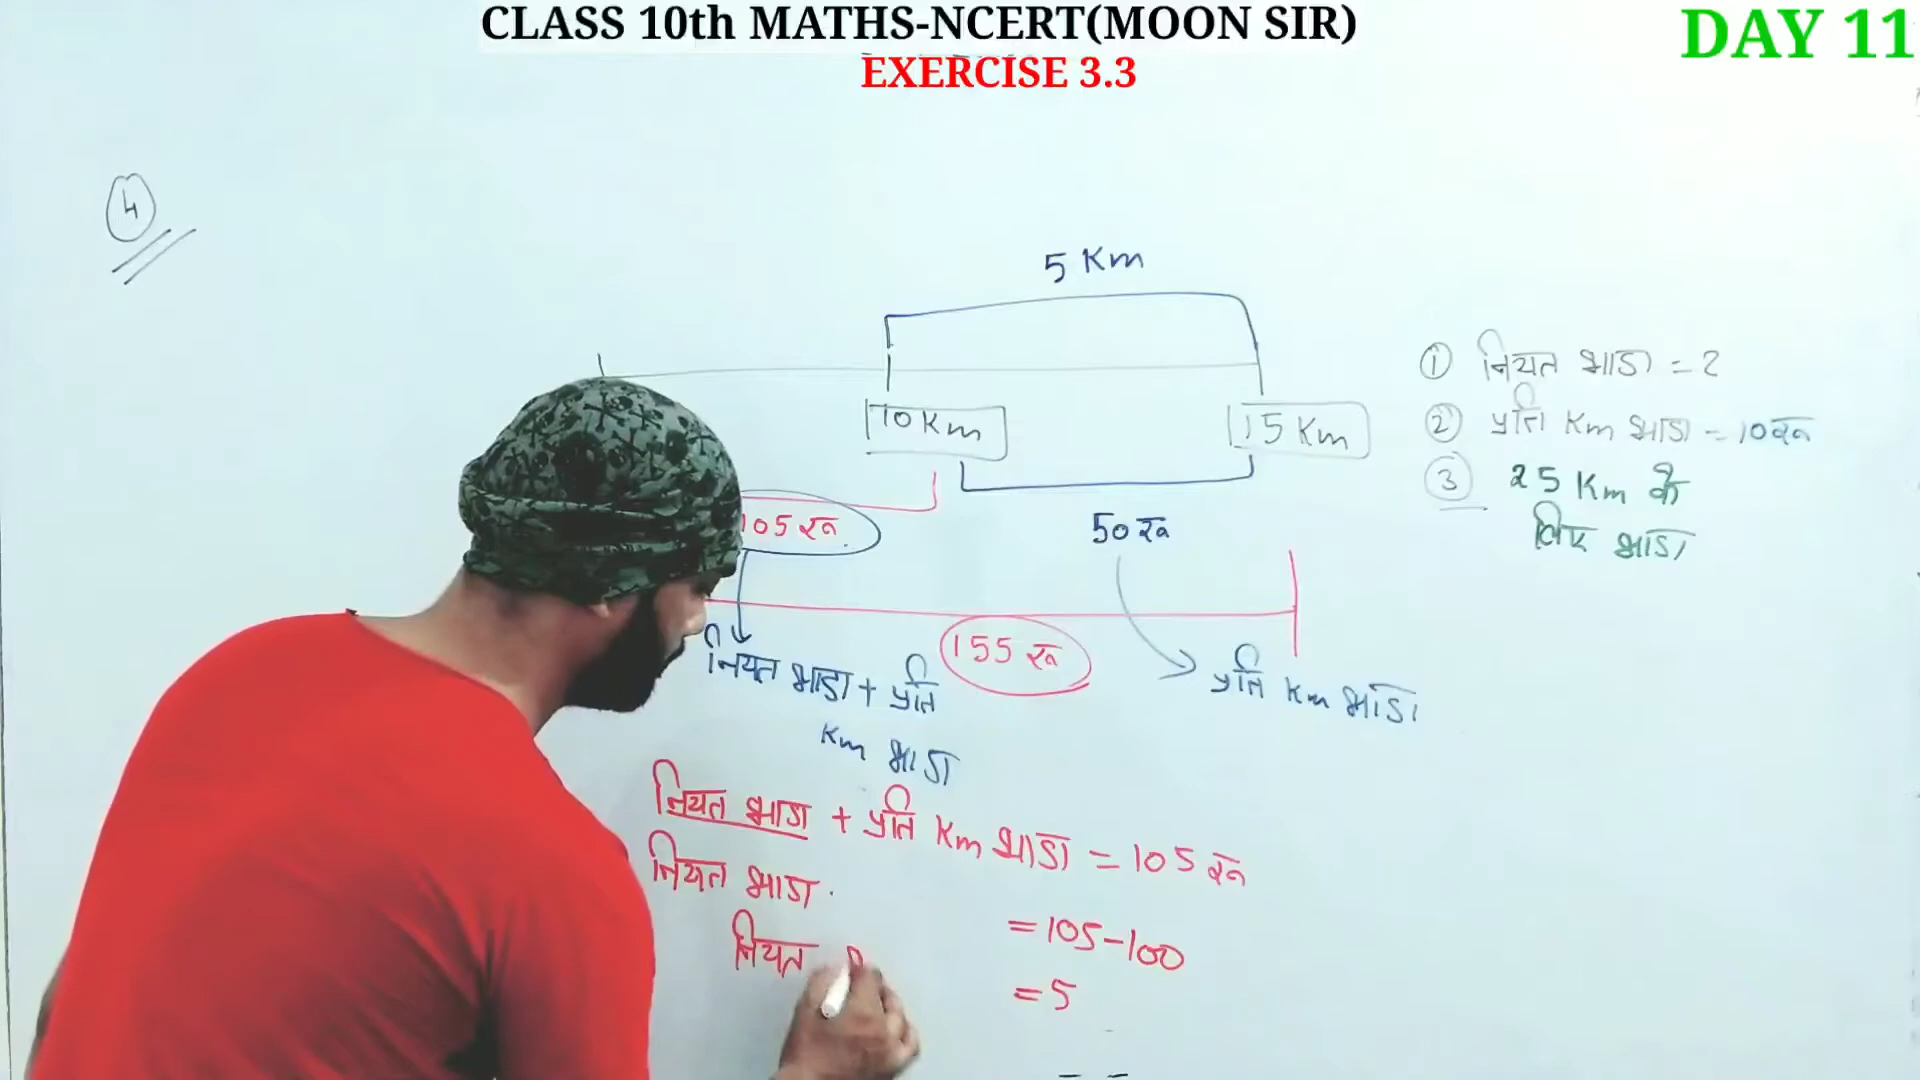 CLASS 10th MATHS-NCERT(MOON SIR)
EXERCISE 3.3
DAY 11
4
5 Km
10 Km
15 Km
105 रू
50 रू
155 रू
नियत भाडा + प्रति
Km भाडा
प्रति Km भाडा
① नियत भाडा = ?
② प्रति Km भाडा = 10 रू
③ 25 Km के
लिए भाडा
नियत भाडा + प्रति Km भाडा = 105 रू
नियत भाडा = 105-100
नियत = 5